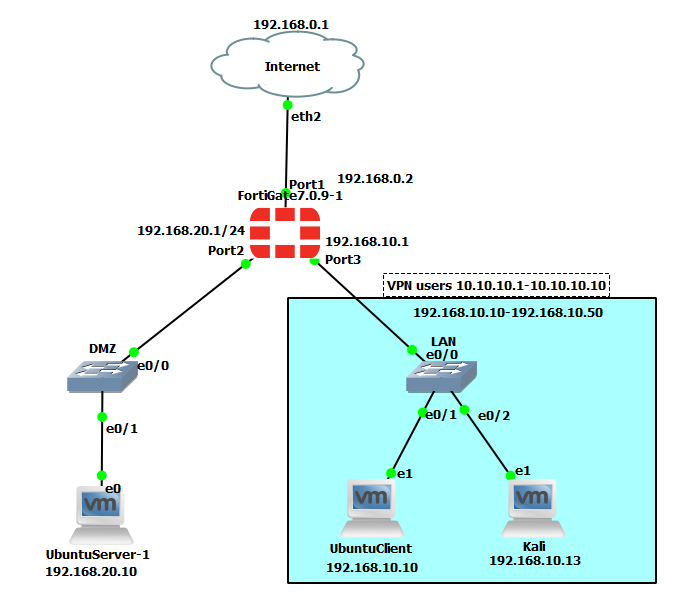 192.168.0.1
Internet
eth2
Port1
192.168.0.2
FortiGate7.0.9-1
192.168.20.1/24
192.168.10.1
Port2
Port3
VPN users 10.10.10.1-10.10.10.10
192.168.10.10-192.168.10.50
DMZ
LAN
e0/0
e0/0
e0/1
e0/1
e0/2
e0
e1
e1
vm
vm
vm
UbuntuServer-1
192.168.20.10
UbuntuClient
192.168.10.10
Kali
192.168.10.13